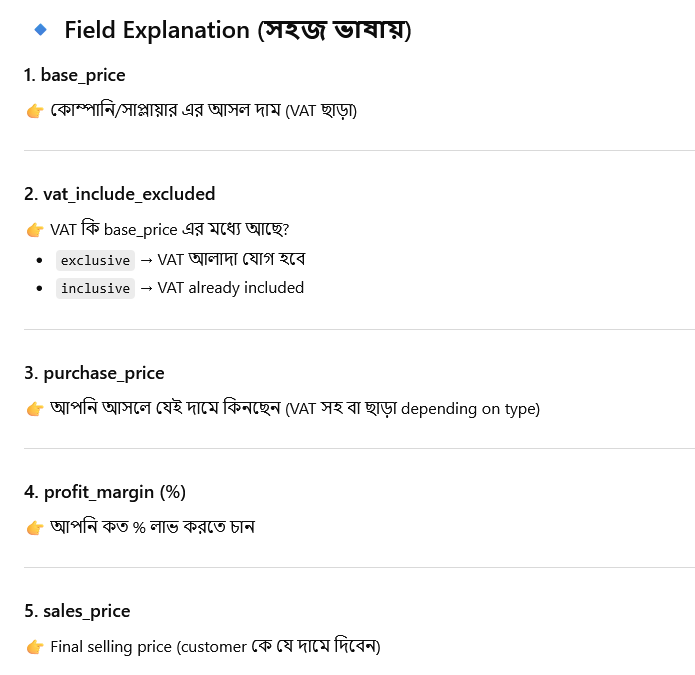 🔹 Field Explanation (সহজ ভাষায়)
1. base_price
👉 কোম্পানি/সাপ্লায়ার এর আসল দাম (VAT ছাড়া)
2. vat_include_excluded
👉 VAT কি base_price এর মধ্যে আছে?
• exclusive → VAT আলাদা যোগ হবে
• inclusive → VAT already included
3. purchase_price
👉 আপনি আসলে যেই দামে কিনছেন (VAT সহ বা ছাড়া depending on type)
4. profit_margin (%)
👉 আপনি কত % লাভ করতে চান
5. sales_price
👉 Final selling price (customer কে যে দামে দিবেন)